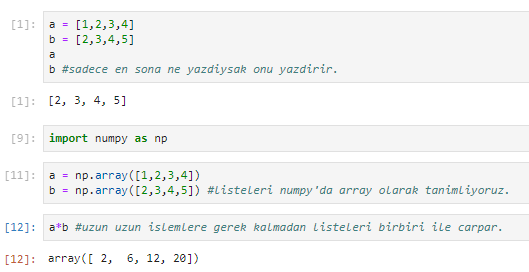 [1]: a = [1,2,3,4]
b = [2,3,4,5]
a
b #sadece en sona ne yazdiysak onu yazdirir.
[1]: [2, 3, 4, 5]
[9]: import numpy as np
[11]: a = np.array([1,2,3,4])
b = np.array([2,3,4,5]) #listeleri numpy'da array olarak tanimliyoruz.
[12]: a*b #uzun uzun islemlere gerek kalmadan listeleri birbiri ile carpar.
[12]: array([ 2,  6, 12, 20])